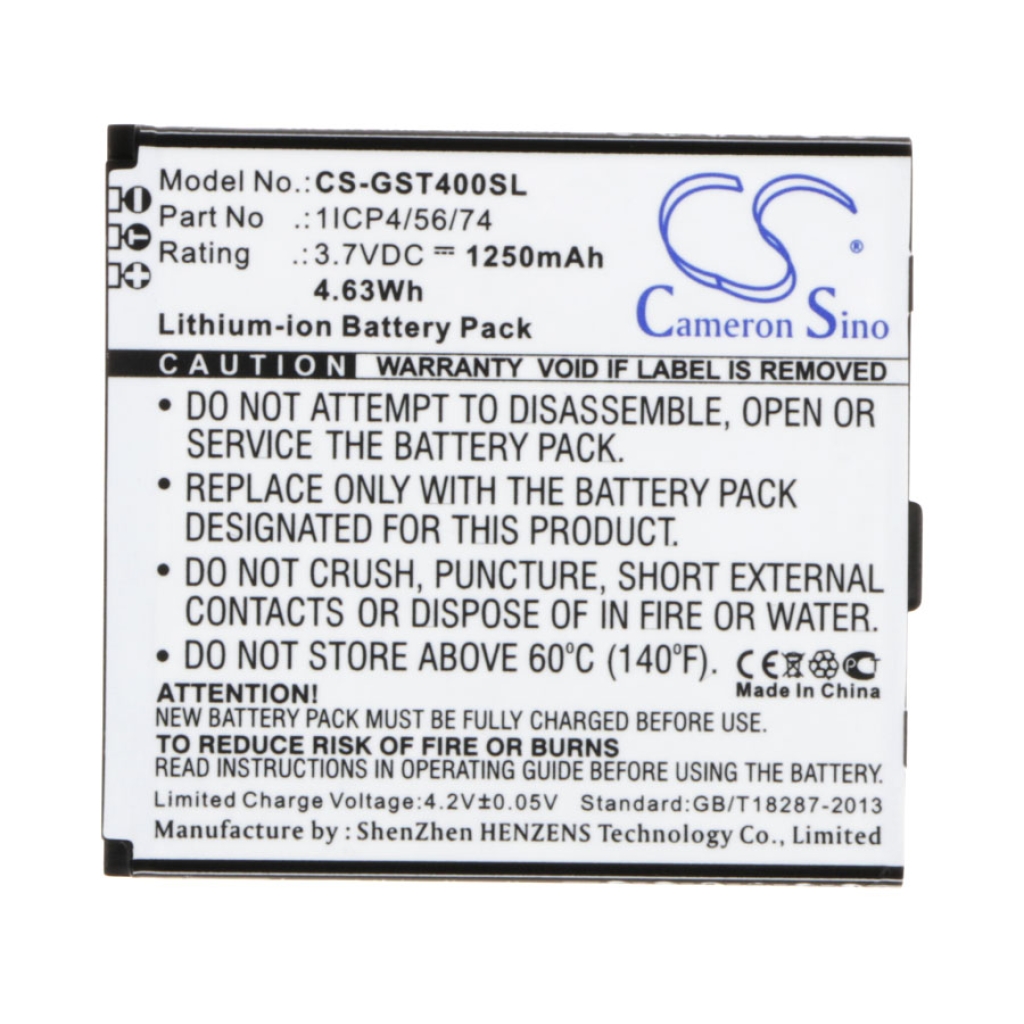 Model No.: CS-GST400SL
Part No .: 1ICP4/56/74
Rating .: 3.7VDC ⎓ 1250mAh
4.63Wh
Lithium-ion Battery Pack
CS ®
Cameron Sino
CAUTION WARRANTY VOID IF LABEL IS REMOVED
• DO NOT ATTEMPT TO DISASSEMBLE, OPEN OR
SERVICE THE BATTERY PACK.
• REPLACE ONLY WITH THE BATTERY PACK
DESIGNATED FOR THIS PRODUCT.
• DO NOT CRUSH, PUNCTURE, SHORT EXTERNAL
CONTACTS OR DISPOSE OF IN FIRE OR WATER.
• DO NOT STORE ABOVE 60°C (140°F). CE PCT
Made In China
ATTENTION!
NEW BATTERY PACK MUST BE FULLY CHARGED BEFORE USE.
TO REDUCE RISK OF FIRE OR BURNS
READ INSTRUCTIONS IN OPERATING GUIDE BEFORE USING THE BATTERY.
Limited Charge Voltage:4.2V±0.05V Standard:GB/T18287-2013
Manufacture by : ShenZhen HENZENS Technology Co., Limited